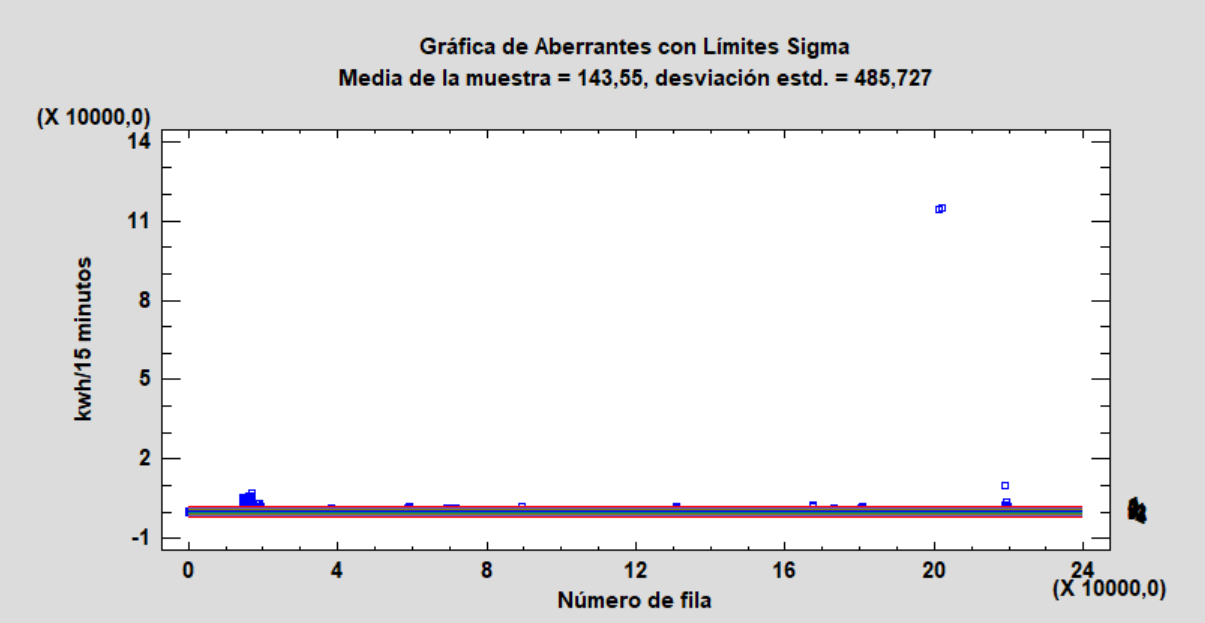 Gráfica de Aberrantes con Límites Sigma
Media de la muestra = 143,55, desviación estd. = 485,727
(X 10000,0)
14
11
8
5
2
-1
kwh/15 minutos
0 4 8 12 16 20 24
(X 10000,0)
Número de fila